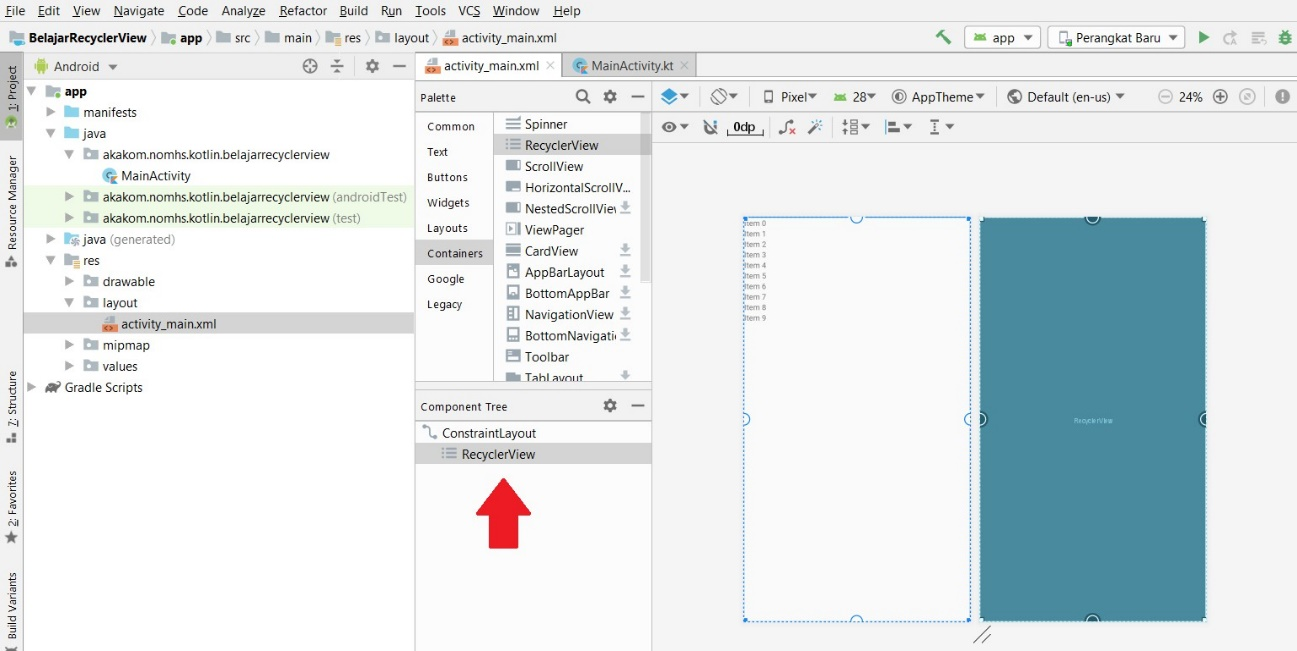 File Edit View Navigate Code Analyze Refactor Build Run Tools VCS Window Help
BelajarRecyclerView app src main res layout activity_main.xml
app Perangkat Baru
1: Project
Resource Manager
7: Structure
2: Favorites
Build Variants
Android
app
manifests
java
akakom.nomhs.kotlin.belajarrecyclerview
MainActivity
akakom.nomhs.kotlin.belajarrecyclerview (androidTest)
akakom.nomhs.kotlin.belajarrecyclerview (test)
java (generated)
res
drawable
layout
activity_main.xml
mipmap
values
Gradle Scripts
activity_main.xml MainActivity.kt
Palette
Common
Text
Buttons
Widgets
Layouts
Containers
Google
Legacy
Spinner
RecyclerView
ScrollView
HorizontalScrollV...
NestedScrollVie
ViewPager
CardView
AppBarLayout
BottomAppBar
NavigationView
BottomNavigati
Toolbar
TabLayout
Component Tree
ConstraintLayout
RecyclerView
Pixel 28 AppTheme Default (en-us) 24%
0dp
Item 0
Item 1
Item 2
Item 3
Item 4
Item 5
Item 6
Item 7
Item 8
Item 9
RecyclerView